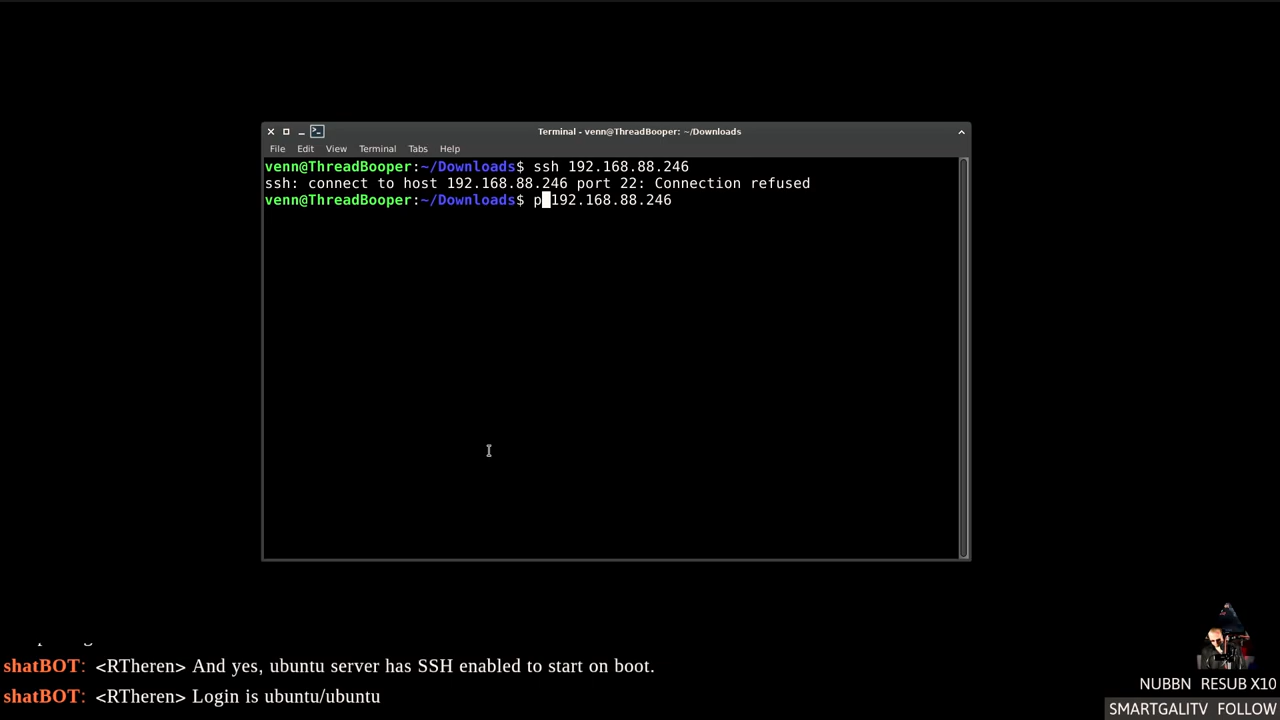 Terminal - venn@ThreadBooper: ~/Downloads
File Edit View Terminal Tabs Help
venn@ThreadBooper:~/Downloads$ ssh 192.168.88.246
ssh: connect to host 192.168.88.246 port 22: Connection refused
venn@ThreadBooper:~/Downloads$ p 192.168.88.246
shatBOT: <RTheren> And yes, ubuntu server has SSH enabled to start on boot.
shatBOT: <RTheren> Login is ubuntu/ubuntu
NUBBN RESUB X10
SMARTGALITV FOLLOW